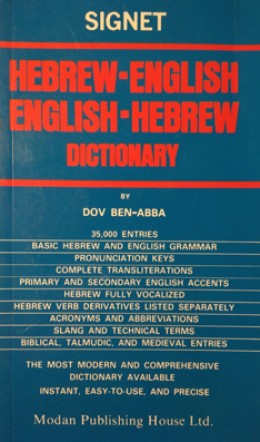 SIGNET
HEBREW-ENGLISH
ENGLISH-HEBREW
DICTIONARY
BY
DOV BEN-ABBA
35,000 ENTRIES
BASIC HEBREW AND ENGLISH GRAMMAR
PRONUNCIATION KEYS
COMPLETE TRANSLITERATIONS
PRIMARY AND SECONDARY ENGLISH ACCENTS
HEBREW FULLY VOCALIZED
HEBREW VERB DERIVATIVES LISTED SEPARATELY
ACRONYMS AND ABBREVIATIONS
SLANG AND TECHNICAL TERMS
BIBLICAL, TALMUDIC, AND MEDIEVAL ENTRIES
THE MOST MODERN AND COMPREHENSIVE
DICTIONARY AVAILABLE
INSTANT, EASY-TO-USE, AND PRECISE
Modan Publishing House Ltd.